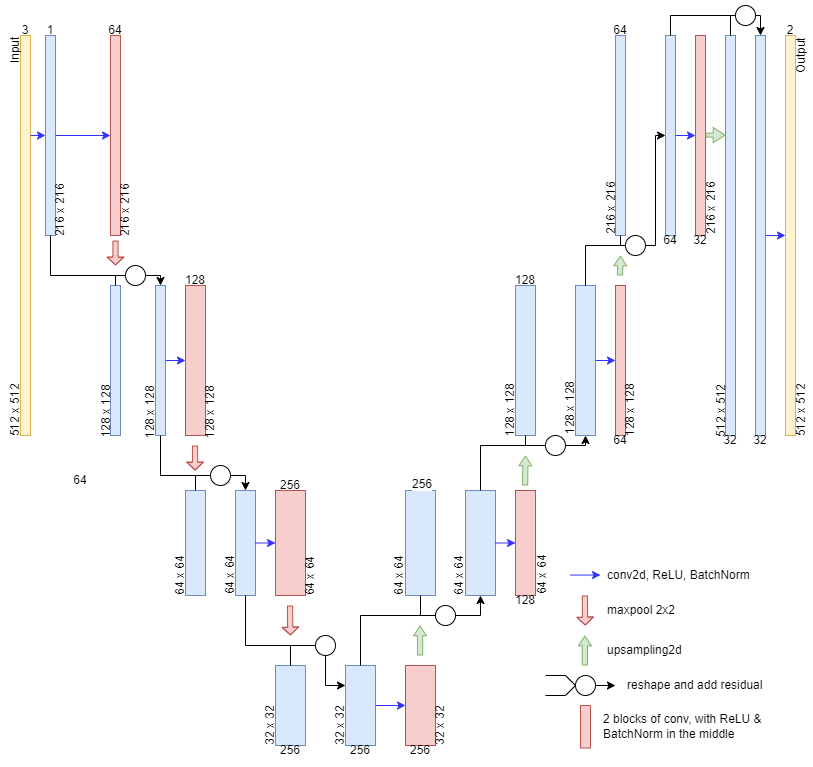 3
1
64
Input
216 x 216
216 x 216
512 x 512
128
128 x 128
128 x 128
128 x 128
64
256
64 x 64
64 x 64
64 x 64
32 x 32
256
32 x 32
256
32 x 32
256
256
64 x 64
64 x 64
64 x 64
128
128
128 x 128
128 x 128
128 x 128
64
64
216 x 216
64
32
216 x 216
512 x 512
32
32
2
Output
512 x 512
conv2d, ReLU, BatchNorm
maxpool 2x2
upsampling2d
reshape and add residual
2 blocks of conv, with ReLU &
BatchNorm in the middle